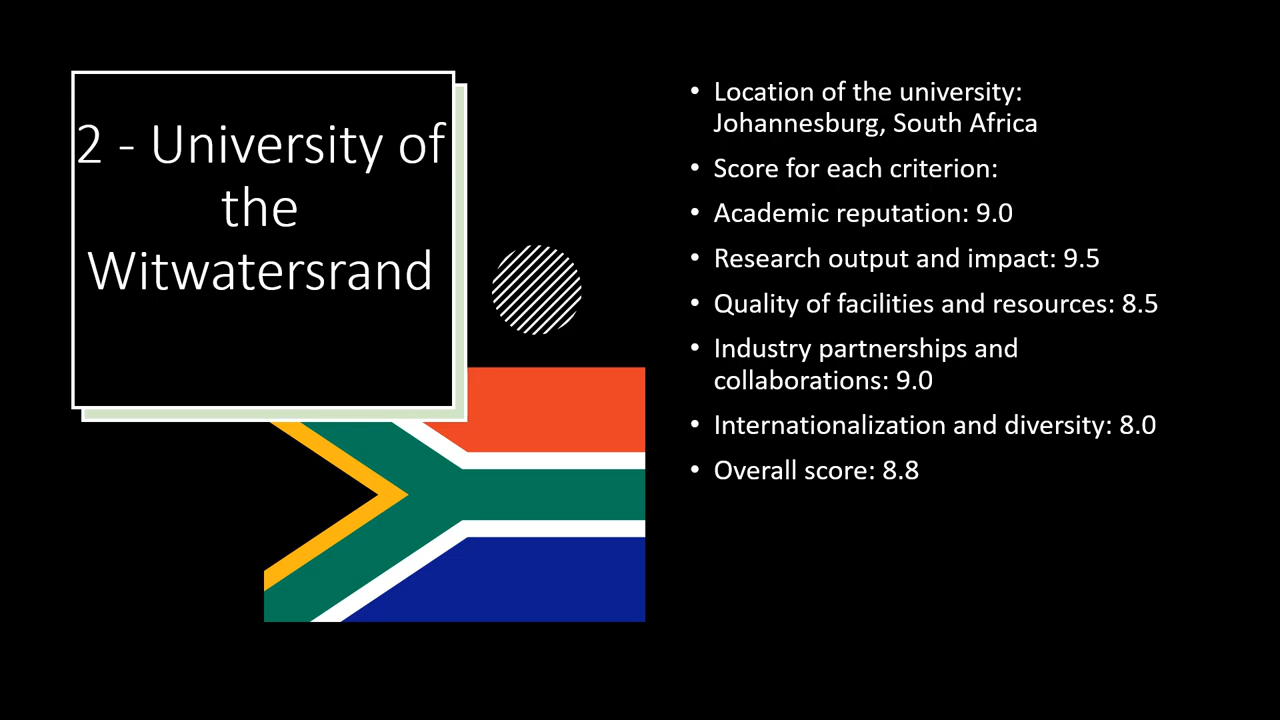 2 - University of
the
Witwatersrand
• Location of the university:
Johannesburg, South Africa
• Score for each criterion:
• Academic reputation: 9.0
• Research output and impact: 9.5
• Quality of facilities and resources: 8.5
• Industry partnerships and
collaborations: 9.0
• Internationalization and diversity: 8.0
• Overall score: 8.8